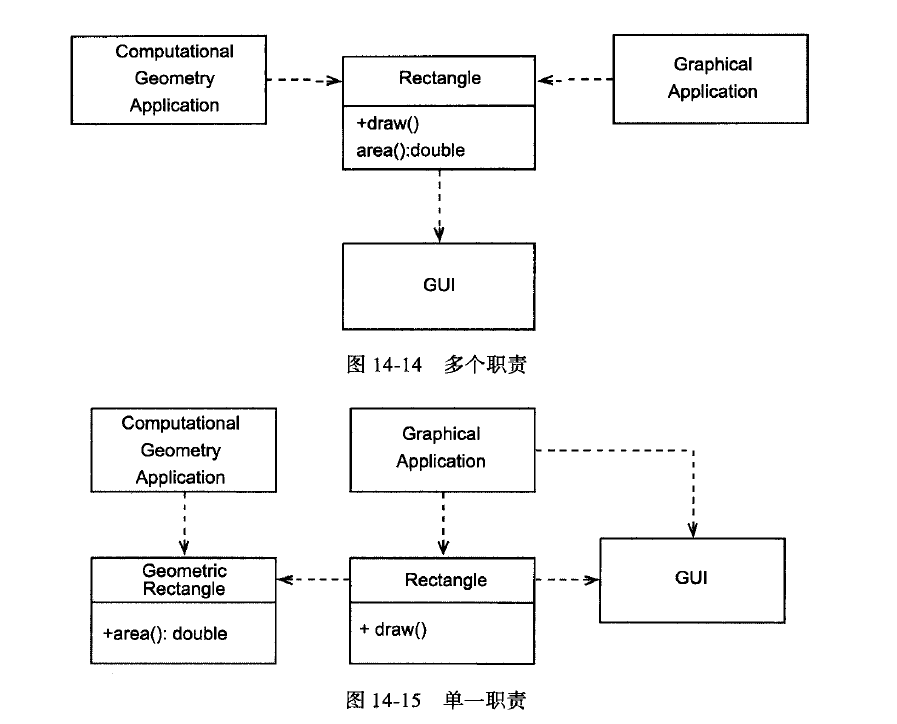 Computational
Geometry
Application
Rectangle
+draw()
area():double
Graphical
Application
GUI
图 14-14 多个职责
Computational
Geometry
Application
Graphical
Application
Geometric
Rectangle
+area(): double
Rectangle
+ draw()
GUI
图 14-15 单一职责